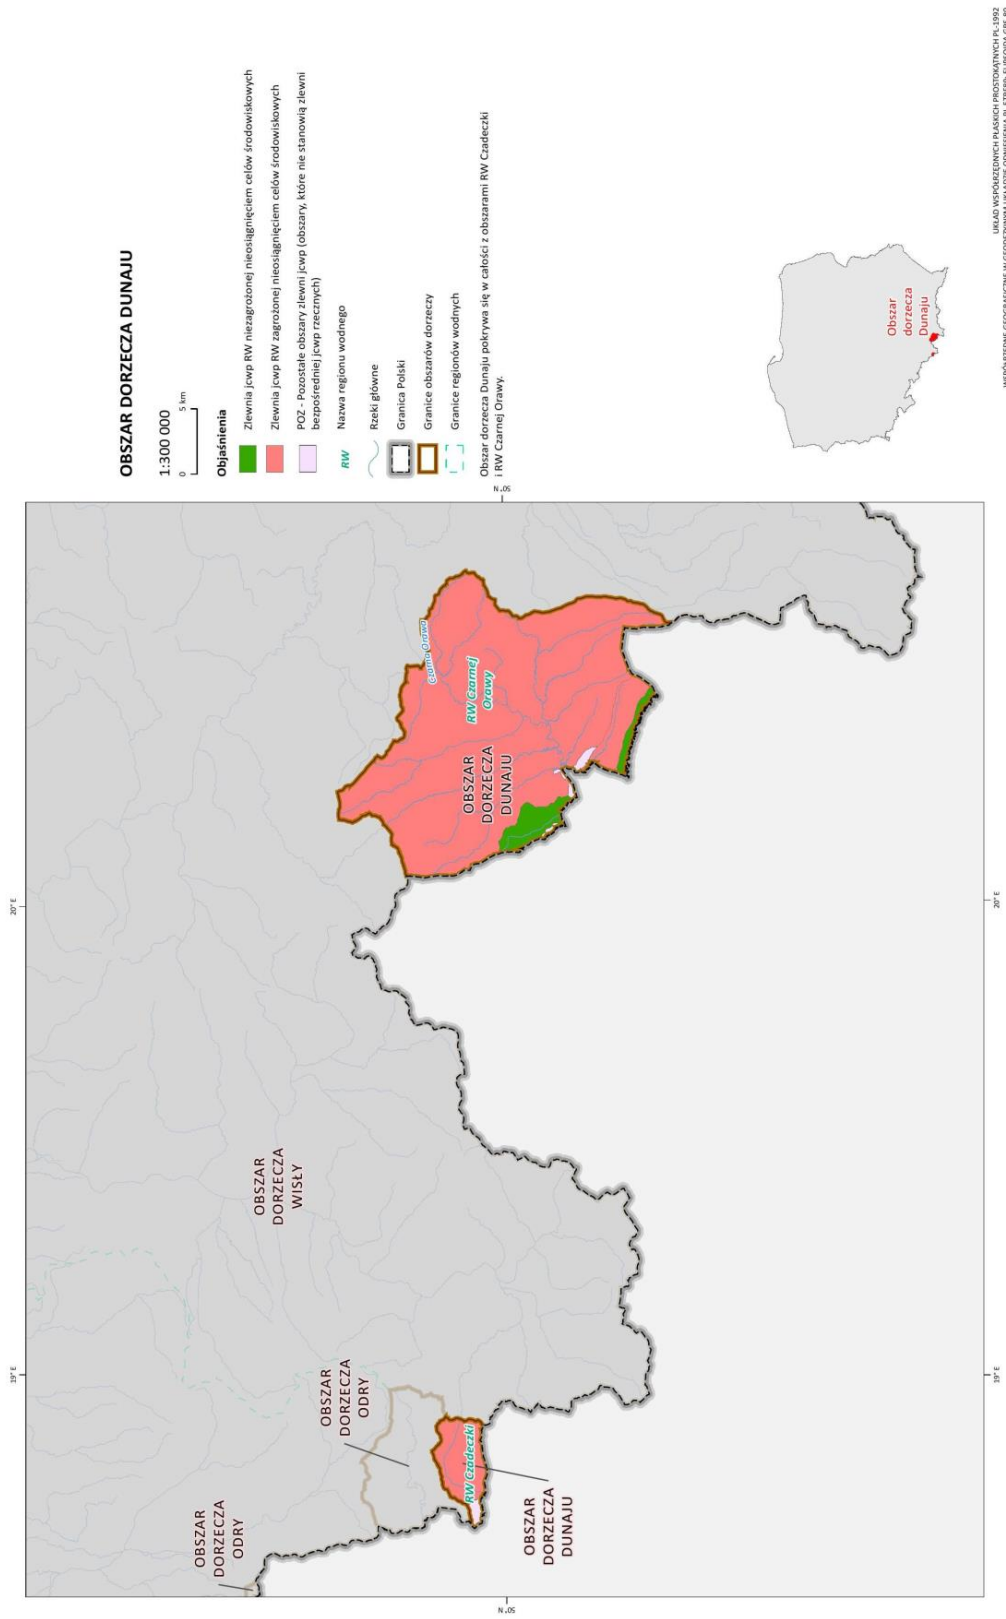 OBSZAR DORZECZA DUNAJU
1:300 000
0 5 km
Objaśnienia
Zlewnia jcwp RW niezagrożonej nieosiągnięciem celów środowiskowych
Zlewnia jcwp RW zagrożonej nieosiągnięciem celów środowiskowych
POZ - Pozostałe obszary zlewni jcwp (obszary, które nie stanowią zlewni
bezpośredniej jcwp rzecznych)
RW Nazwa regionu wodnego
Rzeki główne
Granica Polski
Granice obszarów dorzeczy
Granice regionów wodnych
Obszar dorzecza Dunaju pokrywa się w całości z obszarami RW Czadeczki
i RW Czarnej Orawy.
19° E
20° E
OBSZAR
DORZECZA
ODRY
OBSZAR
DORZECZA
ODRY
OBSZAR
DORZECZA
WISŁY
Czarna Orawa
RW Czarnej
Orawy
OBSZAR
DORZECZA
DUNAJU
RW Czadeczki
OBSZAR
DORZECZA
DUNAJU
50° N
50° N
19° E
20° E
Obszar
dorzecza
Dunaju
UKŁAD WSPÓŁRZĘDNYCH PŁASKICH PROSTOKĄTNYCH PL-1992